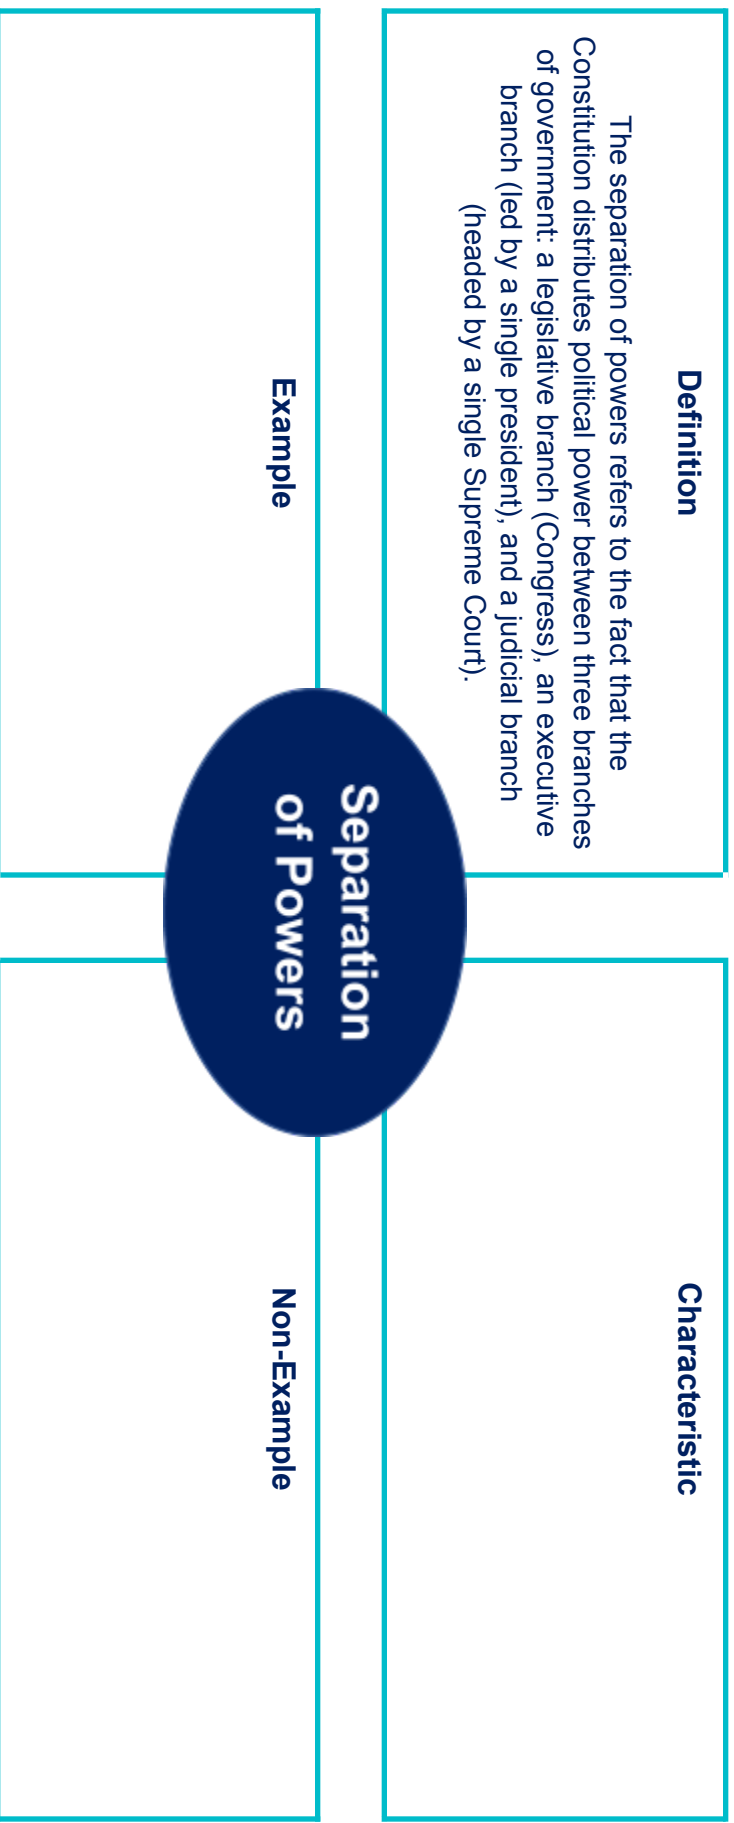 Definition
The separation of powers refers to the fact that the
Constitution distributes political power between three branches
of government: a legislative branch (Congress), an executive
branch (led by a single president), and a judicial branch
(headed by a single Supreme Court).
Characteristic
Separation
of Powers
Example
Non-Example